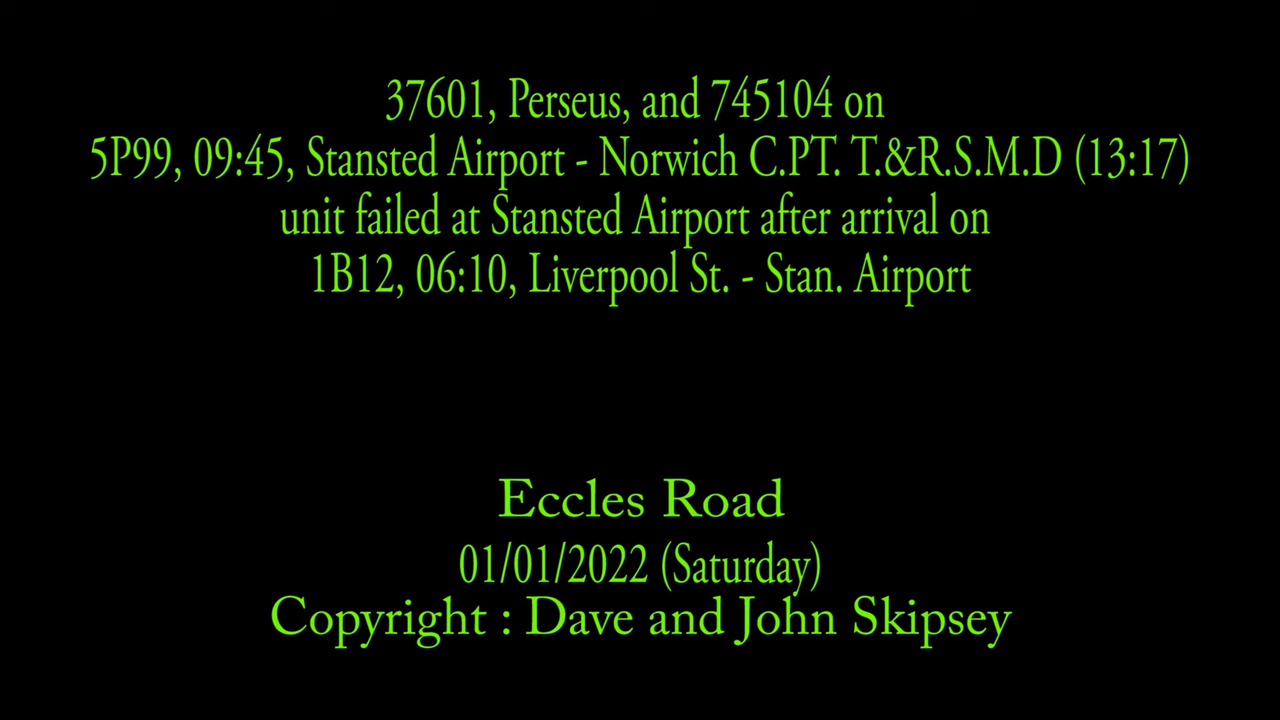 37601, Perseus, and 745104 on
5P99, 09:45, Stansted Airport - Norwich C.PT. T.&R.S.M.D (13:17)
unit failed at Stansted Airport after arrival on
1B12, 06:10, Liverpool St. - Stan. Airport
Eccles Road
01/01/2022 (Saturday)
Copyright : Dave and John Skipsey